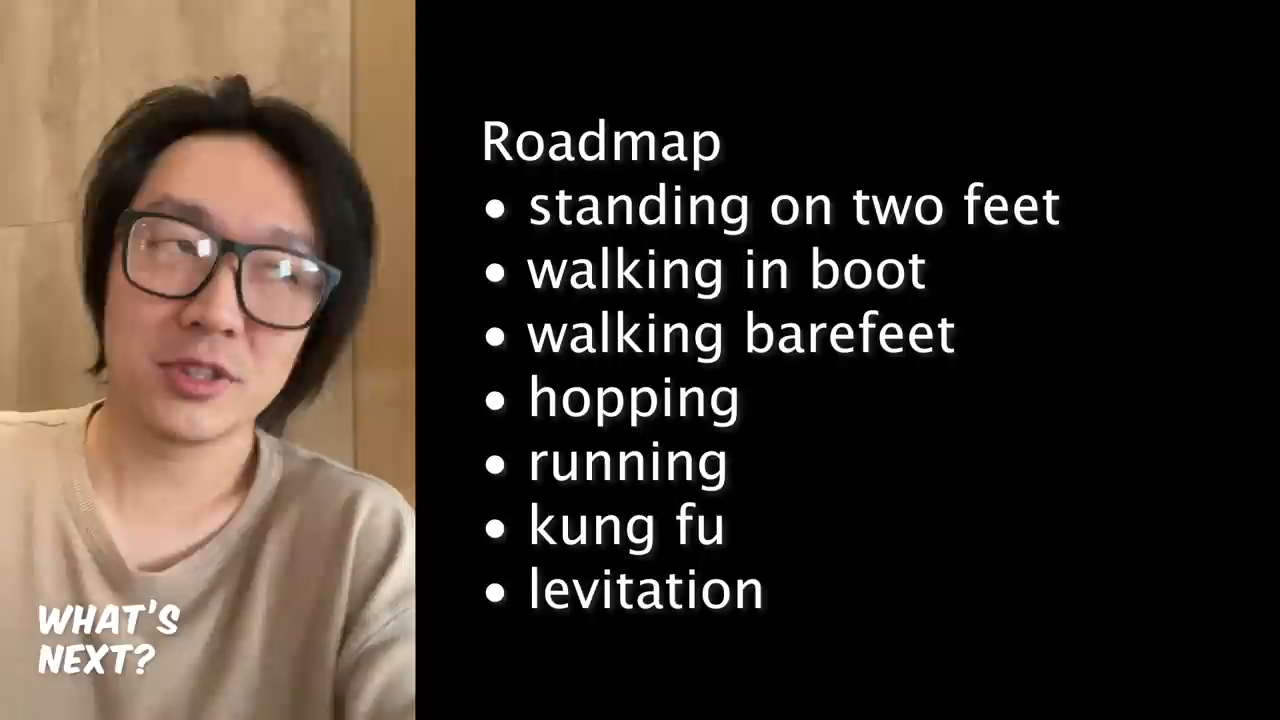 Roadmap
• standing on two feet
• walking in boot
• walking barefeet
• hopping
• running
• kung fu
• levitation
WHAT'S
NEXT?